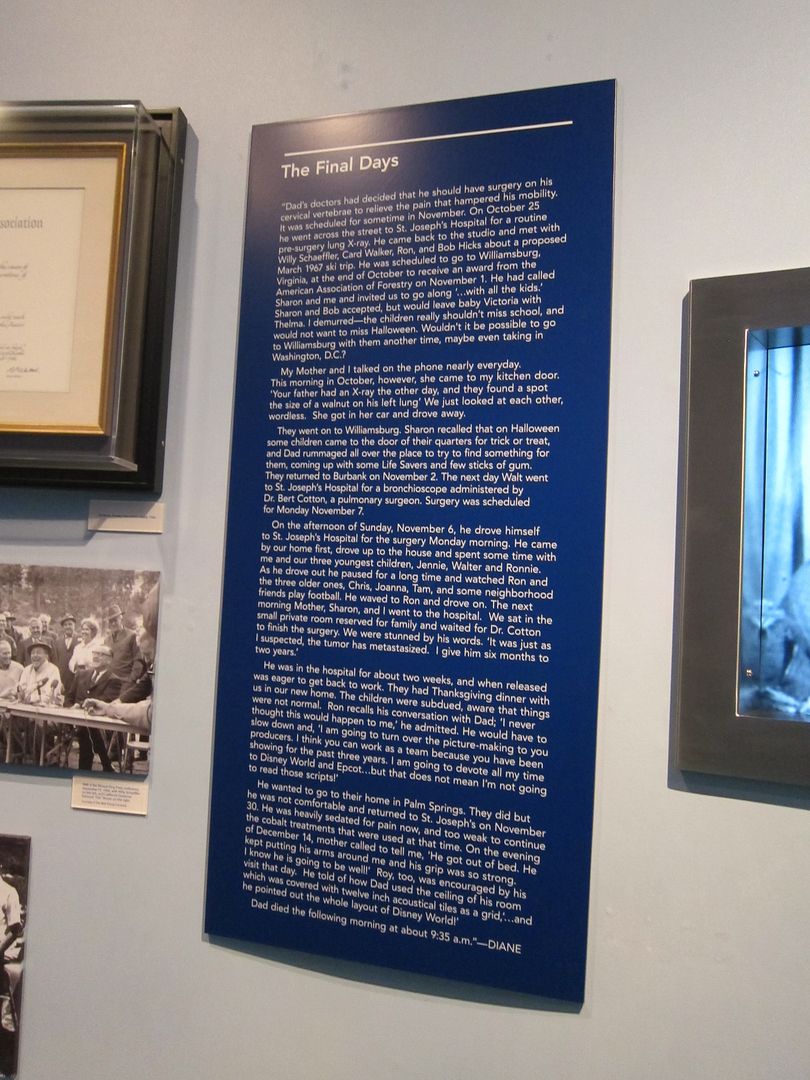 The Final Days
"Dad's doctors had decided that he should have surgery on his
cervical vertebrae to relieve the pain that hampered his mobility.
It was scheduled for sometime in November. On October 25
he went across the street to St. Joseph's Hospital for a routine
pre-surgery lung X-ray. He came back to the studio and met with
Willy Schaeffler, Card Walker, Ron, and Bob Hicks about a proposed
March 1967 ski trip. He was scheduled to go to Williamsburg,
Virginia, at the end of October to receive an award from the
American Association of Forestry on November 1. He had called
Sharon and me and invited us to go along '...with all the kids.'
Sharon and Bob accepted, but would leave baby Victoria with
Thelma. I demurred—the children really shouldn't miss school, and
would not want to miss Halloween. Wouldn't it be possible to go
to Williamsburg with them another time, maybe even taking in
Washington, D.C.?
My Mother and I talked on the phone nearly everyday.
This morning in October, however, she came to my kitchen door.
'Your father had an X-ray the other day, and they found a spot
the size of a walnut on his left lung' We just looked at each other,
wordless. She got in her car and drove away.
They went on to Williamsburg. Sharon recalled that on Halloween
some children came to the door of their quarters for trick or treat,
and Dad rummaged all over the place to try to find something for
them, coming up with some Life Savers and few sticks of gum.
They returned to Burbank on November 2. The next day Walt went
to St. Joseph's Hospital for a bronchioscope administered by
Dr. Bert Cotton, a pulmonary surgeon. Surgery was scheduled
for Monday November 7.
On the afternoon of Sunday, November 6, he drove himself
to St. Joseph's Hospital for the surgery Monday morning. He came
by our home first, drove up to the house and spent some time with
me and our three youngest children, Jennie, Walter and Ronnie.
As he drove out he paused for a long time and watched Ron and
the three older ones, Chris, Joanna, Tam, and some neighborhood
friends play football. He waved to Ron and drove on. The next
morning Mother, Sharon, and I went to the hospital. We sat in the
small private room reserved for family and waited for Dr. Cotton
to finish the surgery. We were stunned by his words. 'It was just as
I suspected, the tumor has metastasized. I give him six months to
two years.'
He was in the hospital for about two weeks, and when released
was eager to get back to work. They had Thanksgiving dinner with
us in our new home. The children were subdued, aware that things
were not normal. Ron recalls his conversation with Dad; 'I never
thought this would happen to me,' he admitted. He would have to
slow down and, 'I am going to turn over the picture-making to you
producers. I think you can work as a team because you have been
showing for the past three years. I am going to devote all my time
to Disney World and Epcot...but that does not mean I'm not going
to read those scripts!'
He wanted to go to their home in Palm Springs. They did but
he was not comfortable and returned to St. Joseph's on November
30. He was heavily sedated for pain now, and too weak to continue
the cobalt treatments that were used at that time. On the evening
of December 14, mother called to tell me, 'He got out of bed. He
kept putting his arms around me and his grip was so strong.
I know he is going to be well!' Roy, too, was encouraged by his
visit that day. He told of how Dad used the ceiling of his room
which was covered with twelve inch acoustical tiles as a grid,'...and
he pointed out the whole layout of Disney World!'
Dad died the following morning at about 9:35 a.m."—DIANE